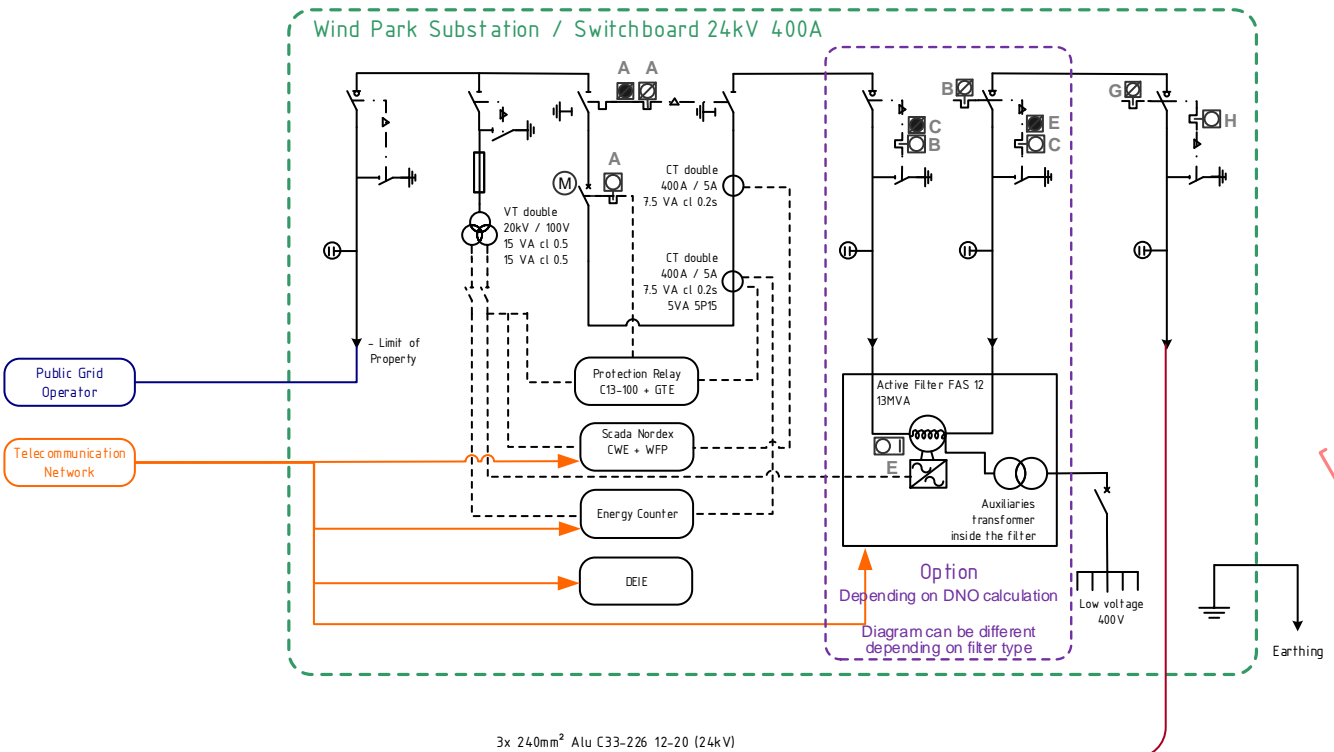 Wind Park Substation / Switchboard 24kV 400A
A
A
A
M
B
C
B
E
C
G
H
VT double
20kV / 100V
15 VA cl 0.5
15 VA cl 0.5
CT double
400A / 5A
7.5 VA cl 0.2s
CT double
400A / 5A
7.5 VA cl 0.2s
5VA 5P15
- Limit of
Property
Public Grid
Operator
Protection Relay
C13-100 + GTE
Active Filter FAS 12
13MVA
Telecommunication
Network
Scada Nordex
CWE + WFP
E
Energy Counter
Auxiliaries
transformer
inside the filter
DEIE
Option
Depending on DNO calculation
Diagram can be different
depending on filter type
Low voltage
400V
Earthing
3x 240mm² Alu C33-226 12-20 (24kV)